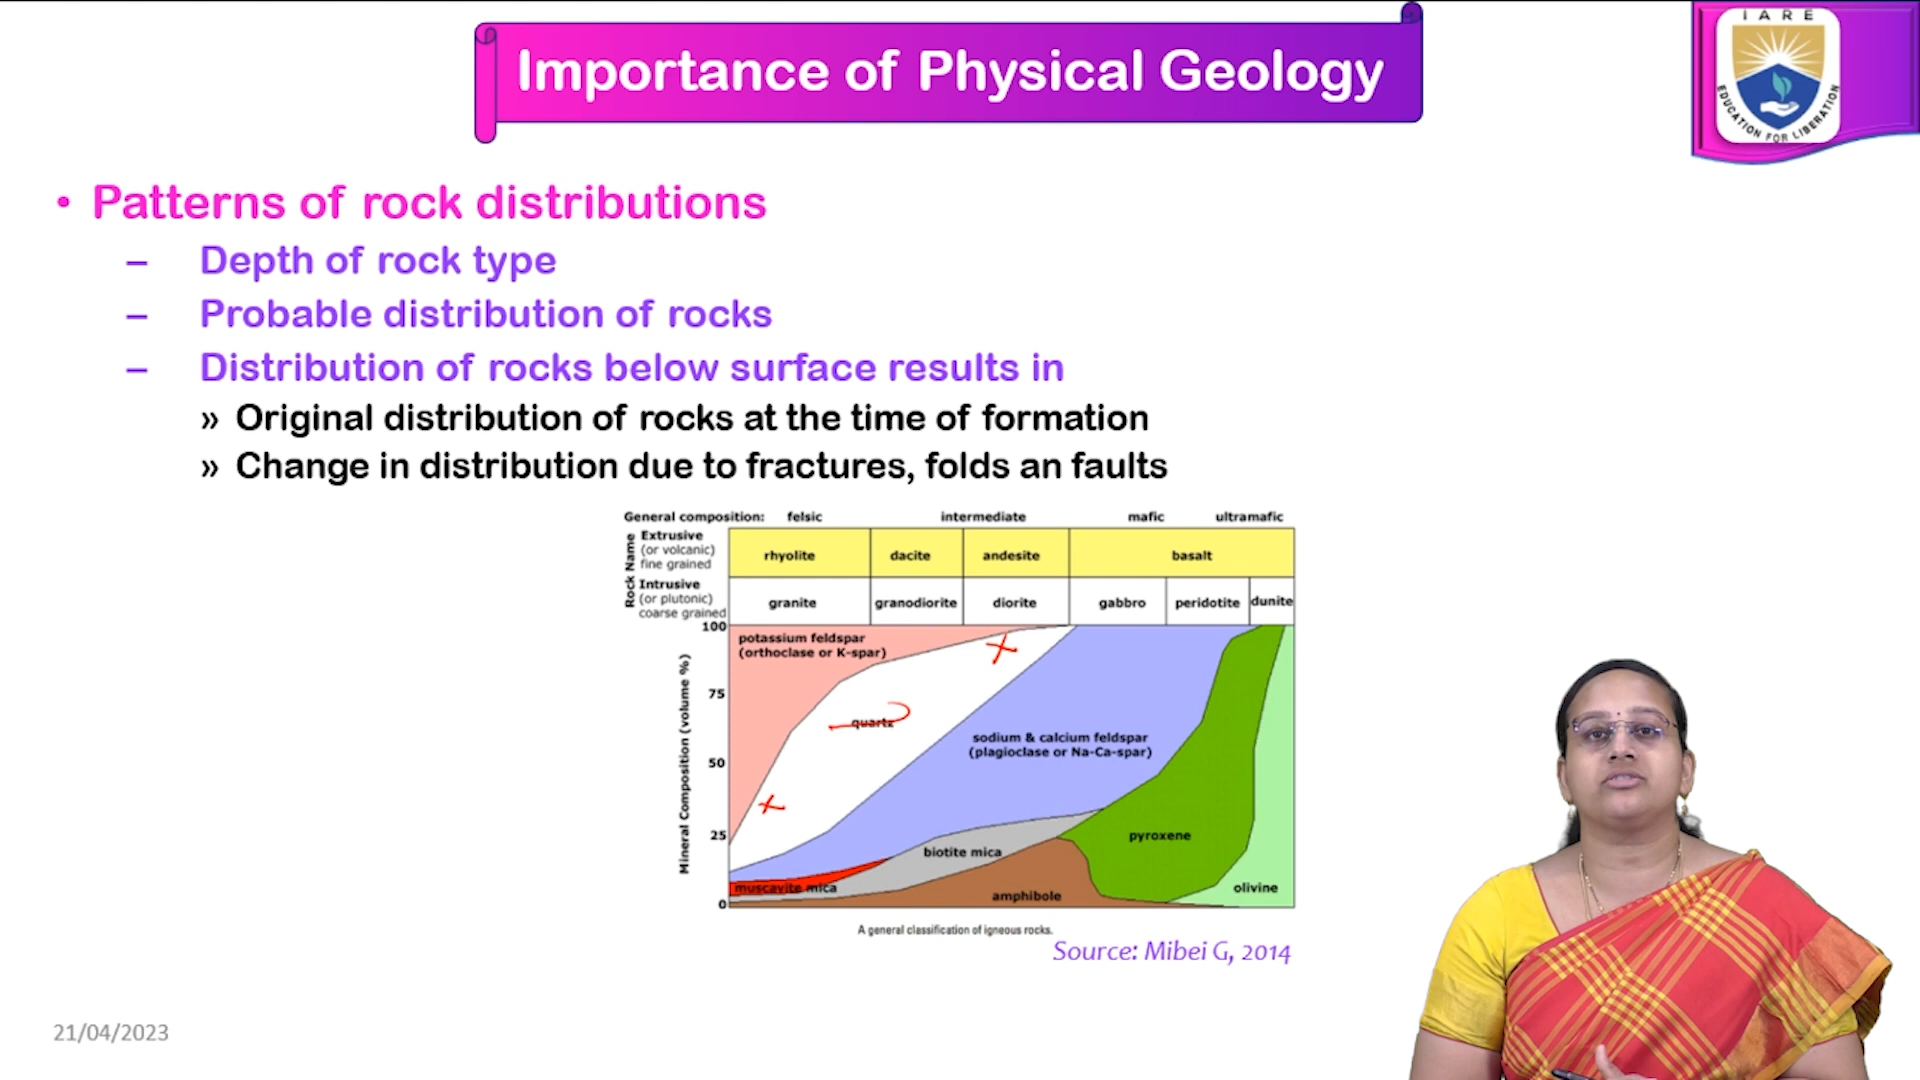 Importance of Physical Geology
IARE
EDUCATION FOR LIBERATION
• Patterns of rock distributions
– Depth of rock type
– Probable distribution of rocks
– Distribution of rocks below surface results in
» Original distribution of rocks at the time of formation
» Change in distribution due to fractures, folds an faults
General composition: felsic intermediate mafic ultramafic
Rock Name
Extrusive
(or volcanic)
fine grained
rhyolite dacite andesite basalt
Intrusive
(or plutonic)
coarse grained
granite granodiorite diorite gabbro peridotite dunite
Mineral Composition (volume %)
100
75
50
25
0
potassium feldspar
(orthoclase or K-spar)
quartz
sodium & calcium feldspar
(plagioclase or Na-Ca-spar)
pyroxene
biotite mica
muscavite mica
amphibole
olivine
A general classification of igneous rocks.
Source: Mibei G, 2014
21/04/2023